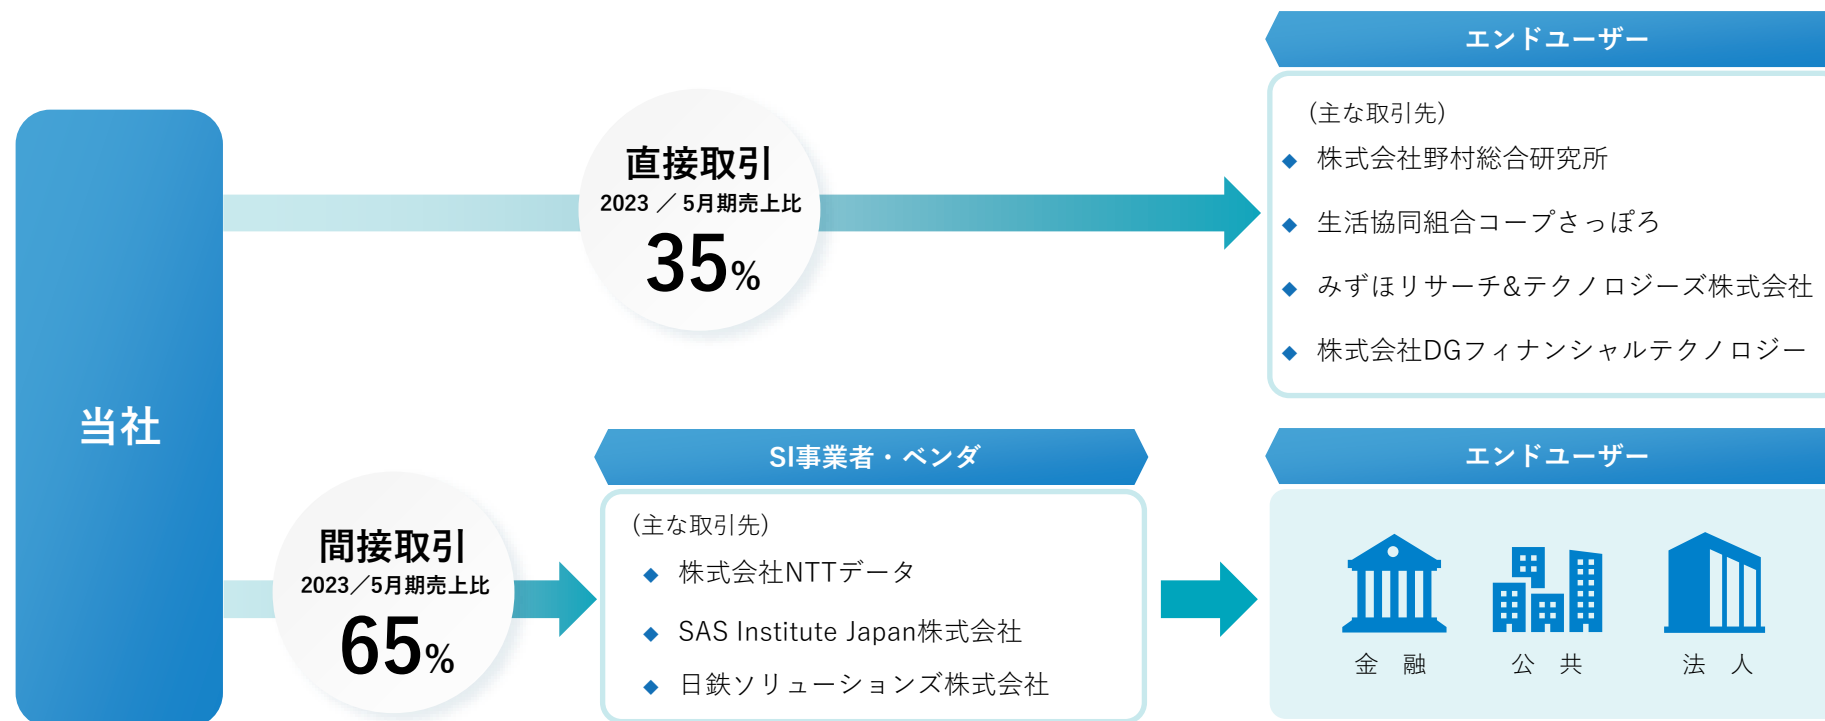 当社
直接取引
2023 ／ 5月期売上比
35%
エンドユーザー
(主な取引先)
◆ 株式会社野村総合研究所
◆ 生活協同組合コープさっぽろ
◆ みずほリサーチ&テクノロジーズ株式会社
◆ 株式会社DGフィナンシャルテクノロジー
間接取引
2023／5月期売上比
65%
SI事業者・ベンダ
(主な取引先)
◆ 株式会社NTTデータ
◆ SAS Institute Japan株式会社
◆ 日鉄ソリューションズ株式会社
エンドユーザー
金 融
公 共
法 人